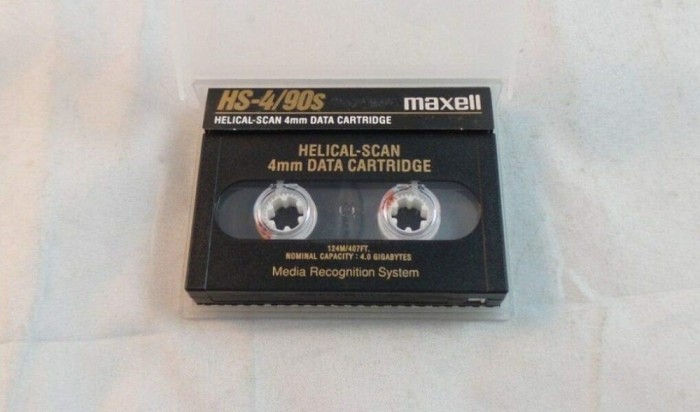 HS-4/90s maxell
HELICAL-SCAN 4mm DATA CARTRIDGE
HELICAL-SCAN
4mm DATA CARTRIDGE
124M/407FT.
NOMINAL CAPACITY : 4.0 GIGABYTES
Media Recognition System